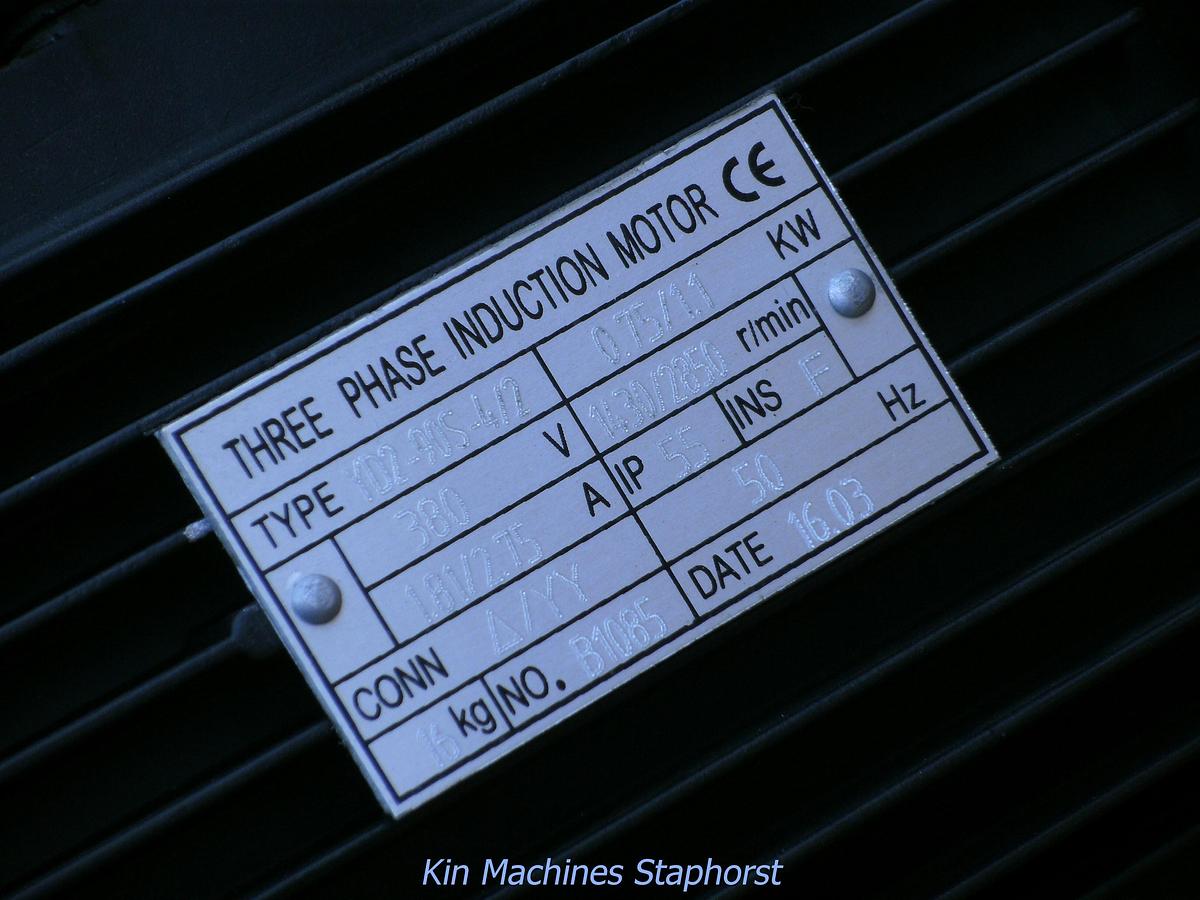 THREE PHASE INDUCTION MOTOR CE
TYPE 1D2-90S-4/2 0.75/1.1 KW
380 V 1430/2850 r/min
1.81/2.75 A IP 55 INS F
CONN Δ/YY 50 Hz
16 kg NO. B1085 DATE 16.03
Kin Machines Staphorst